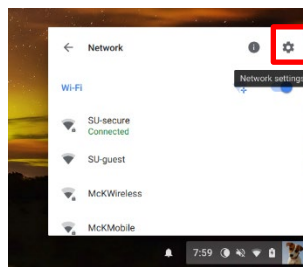 Network
Network settings
Wi-Fi
SU-secure
Connected
SU-guest
McKWireless
McKMobile
7:59